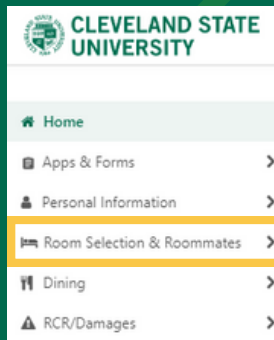 CLEVELAND STATE
UNIVERSITY
Home
Apps & Forms
Personal Information
Room Selection & Roommates
Dining
RCR/Damages